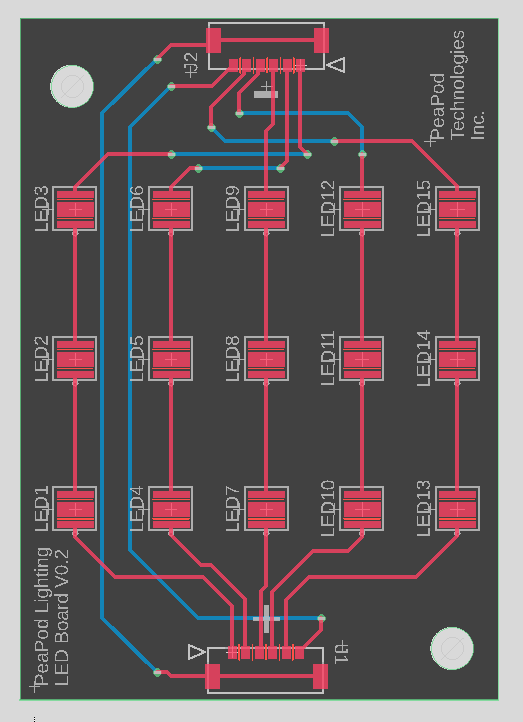 J2
PeaPod
Technologies
Inc.
LED3
LED6
LED9
LED12
LED15
LED2
LED5
LED8
LED11
LED14
LED1
LED4
LED7
LED10
LED13
PeaPod Lighting
LED Board V0.2
J1